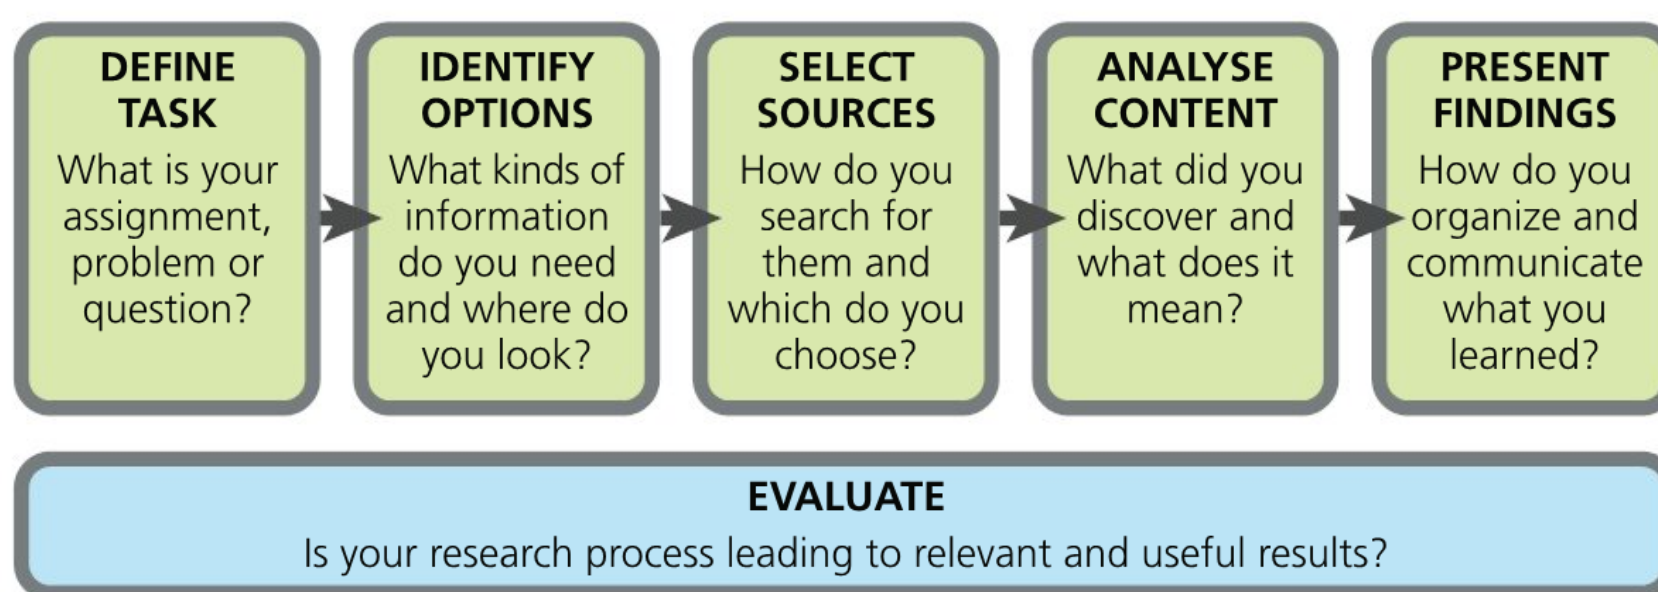 DEFINE
TASK
What is your
assignment,
problem or
question?
IDENTIFY
OPTIONS
What kinds of
information
do you need
and where do
you look?
SELECT
SOURCES
How do you
search for
them and
which do you
choose?
ANALYSE
CONTENT
What did you
discover and
what does it
mean?
PRESENT
FINDINGS
How do you
organize and
communicate
what you
learned?
EVALUATE
Is your research process leading to relevant and useful results?